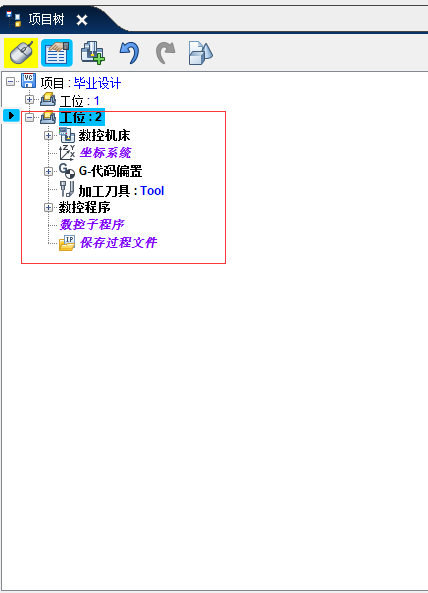 项目树
项目 : 毕业设计
工位 : 1
工位 : 2
数控机床
坐标系统
G-代码偏置
加工刀具 : Tool
数控程序
数控子程序
保存过程文件